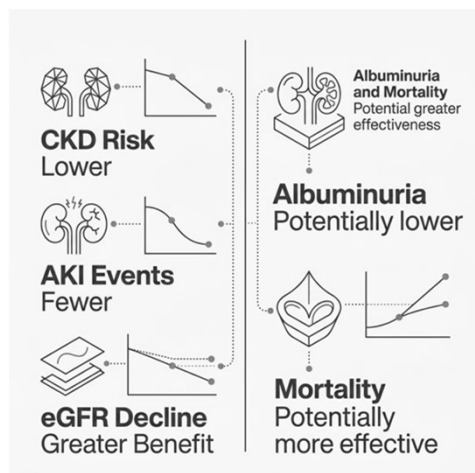 CKD Risk
Lower
AKI Events
Fewer
eGFR Decline
Greater Benefit
Albuminuria
and Mortality
Potential greater
effectiveness
Albuminuria
Potentially lower
Mortality
Potentially
more effective